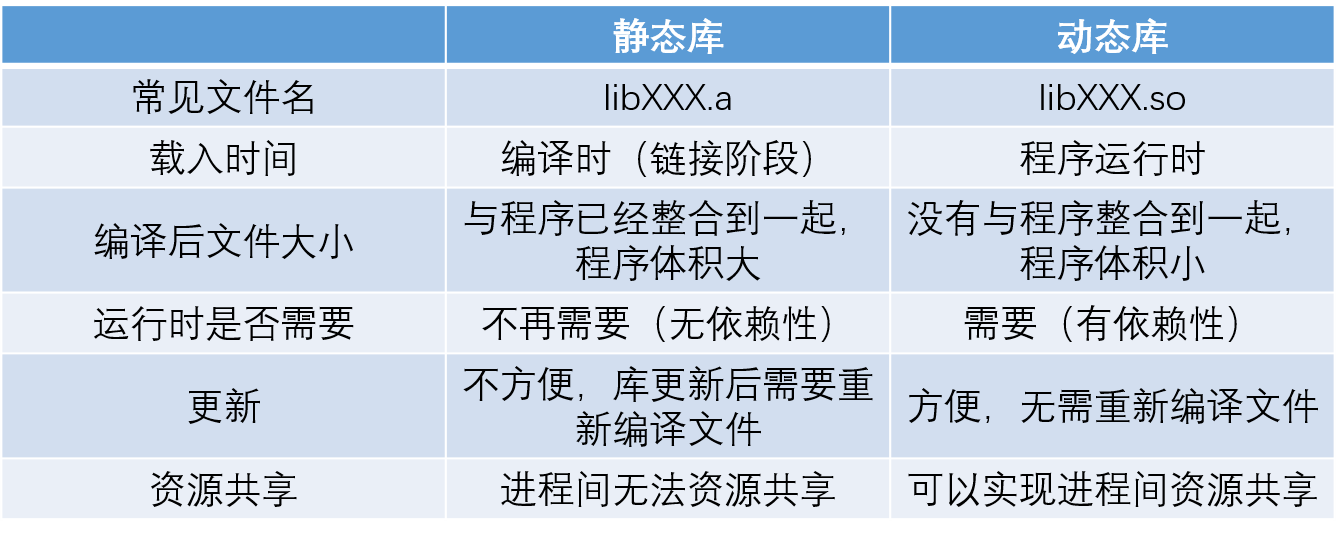 静态库
动态库
常见文件名
libXXX.a
libXXX.so
载入时间
编译时（链接阶段）
程序运行时
编译后文件大小
与程序已经整合到一起，
程序体积大
没有与程序整合到一起，
程序体积小
运行时是否需要
不再需要（无依赖性）
需要（有依赖性）
更新
不方便，库更新后需要重
新编译文件
方便，无需重新编译文件
资源共享
进程间无法资源共享
可以实现进程间资源共享